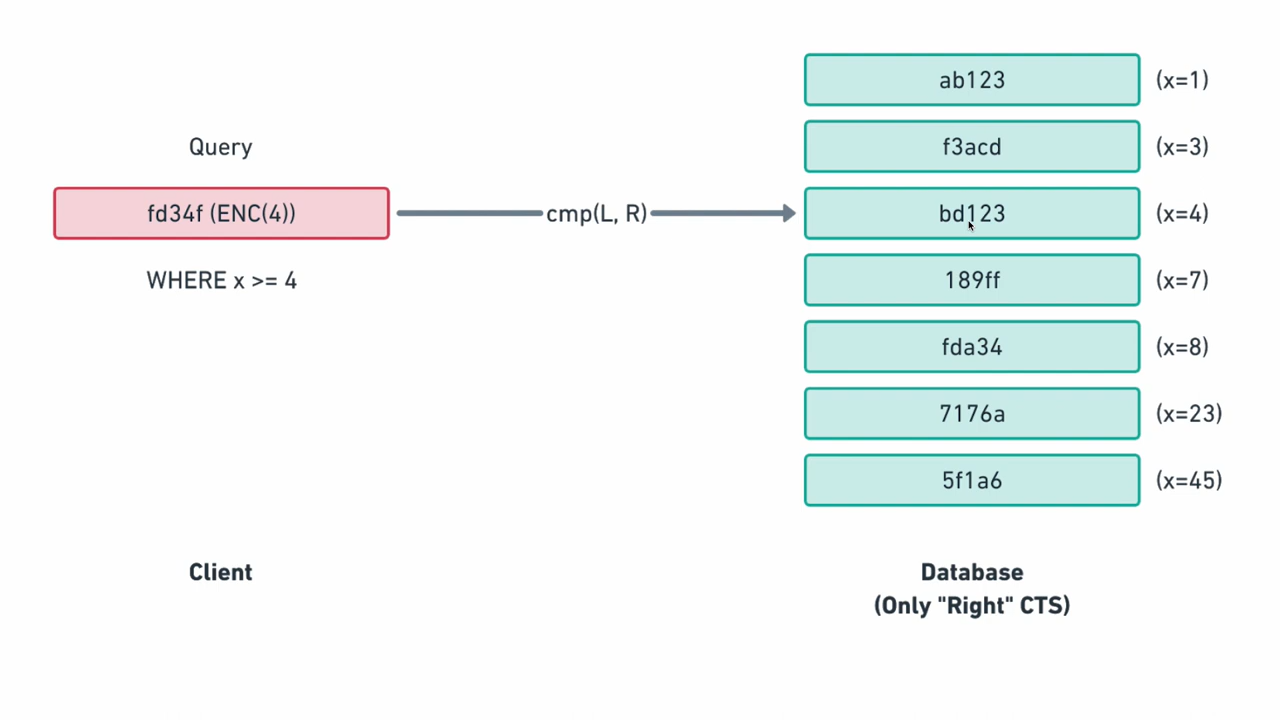 ab123 (x=1)
Query
f3acd (x=3)
fd34f (ENC(4))
cmp(L, R)
bd123 (x=4)
WHERE x >= 4
189ff (x=7)
fda34 (x=8)
7176a (x=23)
5f1a6 (x=45)
Client
Database
(Only "Right" CTS)